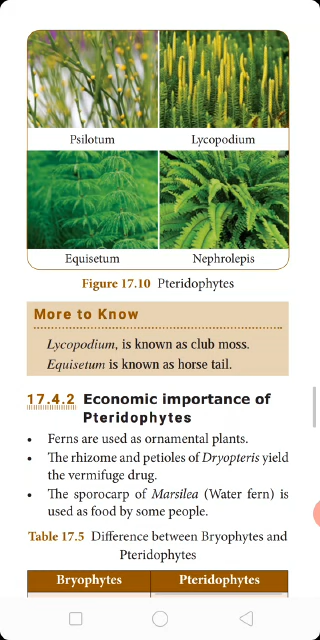 Psilotum
Lycopodium
Equisetum
Nephrolepis
Figure 17.10 Pteridophytes
More to Know
Lycopodium, is known as club moss.
Equisetum is known as horse tail.
17.4.2 Economic importance of
Pteridophytes
• Ferns are used as ornamental plants.
• The rhizome and petioles of Dryopteris yield
the vermifuge drug.
• The sporocarp of Marsilea (Water fern) is
used as food by some people.
Table 17.5 Difference between Bryophytes and
Pteridophytes
Bryophytes
Pteridophytes